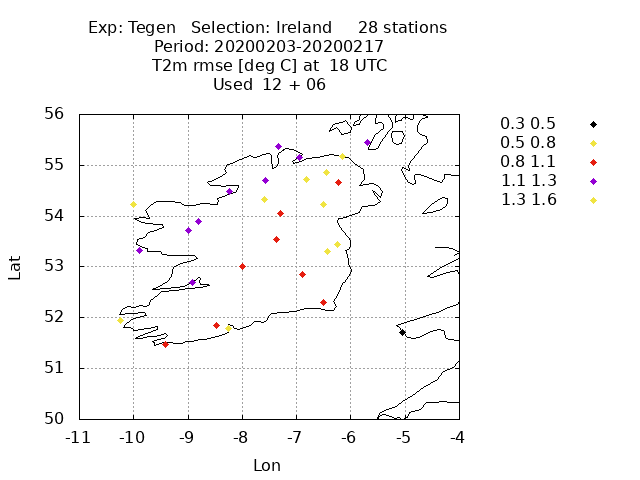 Exp: Tegen Selection: Ireland 28 stations
Period: 20200203-20200217
T2m rmse [deg C] at 18 UTC
Used 12 + 06
56
55
54
53
52
51
50
-11 -10 -9 -8 -7 -6 -5 -4
Lat
Lon
0.3 0.5
0.5 0.8
0.8 1.1
1.1 1.3
1.3 1.6